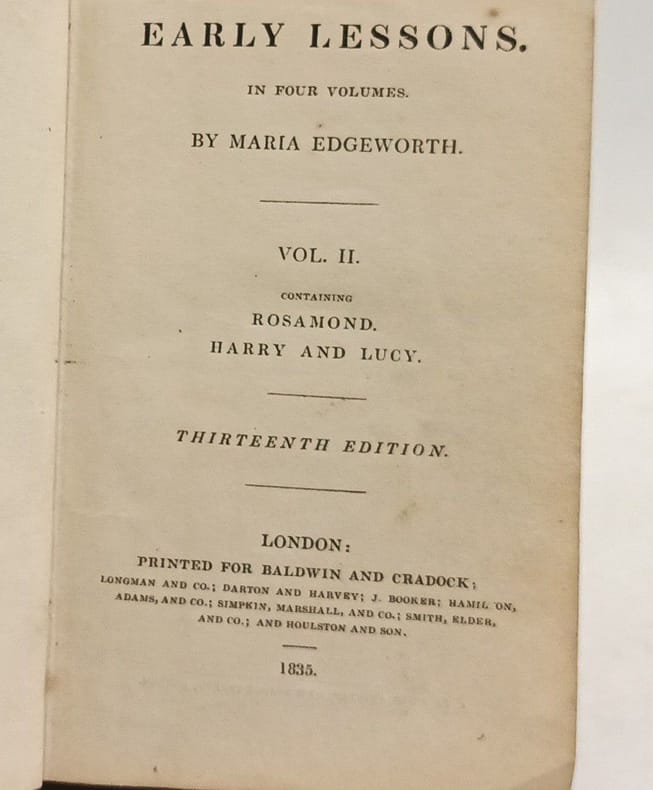 EARLY LESSONS.
IN FOUR VOLUMES.
BY MARIA EDGEWORTH.
VOL. II.
CONTAINING
ROSAMOND.
HARRY AND LUCY.
THIRTEENTH EDITION.
LONDON:
PRINTED FOR BALDWIN AND CRADOCK;
LONGMAN AND CO.; DARTON AND HARVEY; J. BOOKER; HAMIL ON,
ADAMS, AND CO.; SIMPKIN, MARSHALL, AND CO.; SMITH, ELDER,
AND CO.; AND HOULSTON AND SON.
1835.